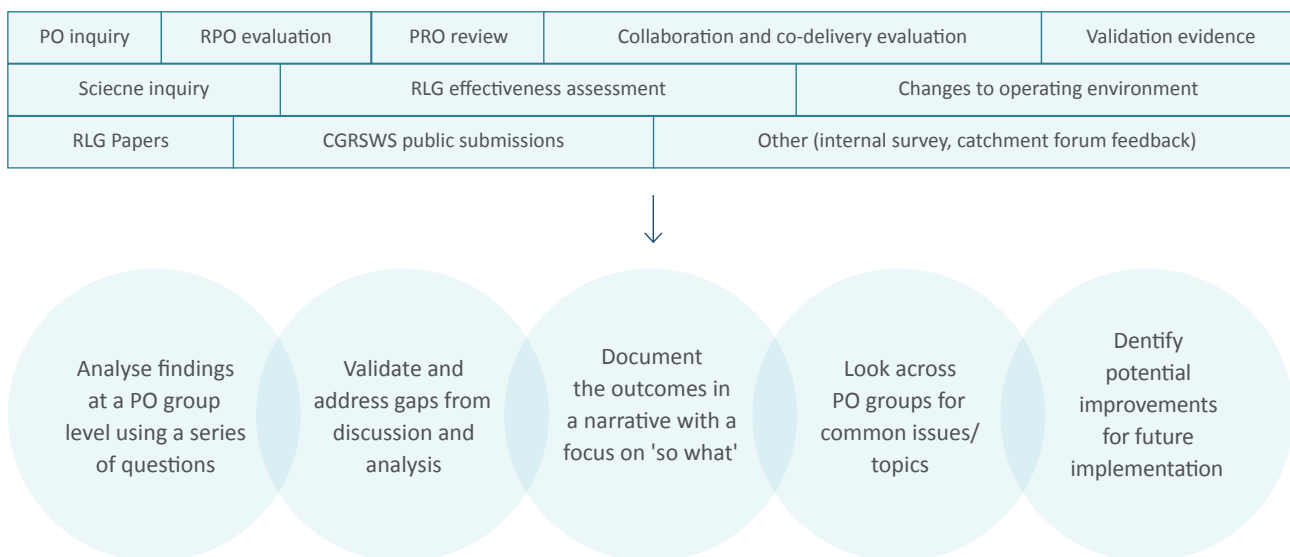 PO inquiry
RPO evaluation
PRO review
Collaboration and co-delivery evaluation
Validation evidence
Sciecne inquiry
RLG effectiveness assessment
Changes to operating environment
RLG Papers
CGRSWS public submissions
Other (internal survey, catchment forum feedback)
Analyse findings
at a PO group
level using a series
of questions
Validate and
address gaps from
discussion and
analysis
Document
the outcomes in
a narrative with a
focus on 'so what'
Look across
PO groups for
common issues/
topics
Dentify
potential
improvements
for future
implementation